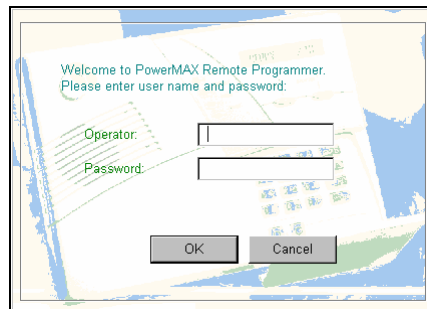 Welcome to PowerMAX Remote Programmer.
Please enter user name and password:
Operator:
Password:
OK
Cancel